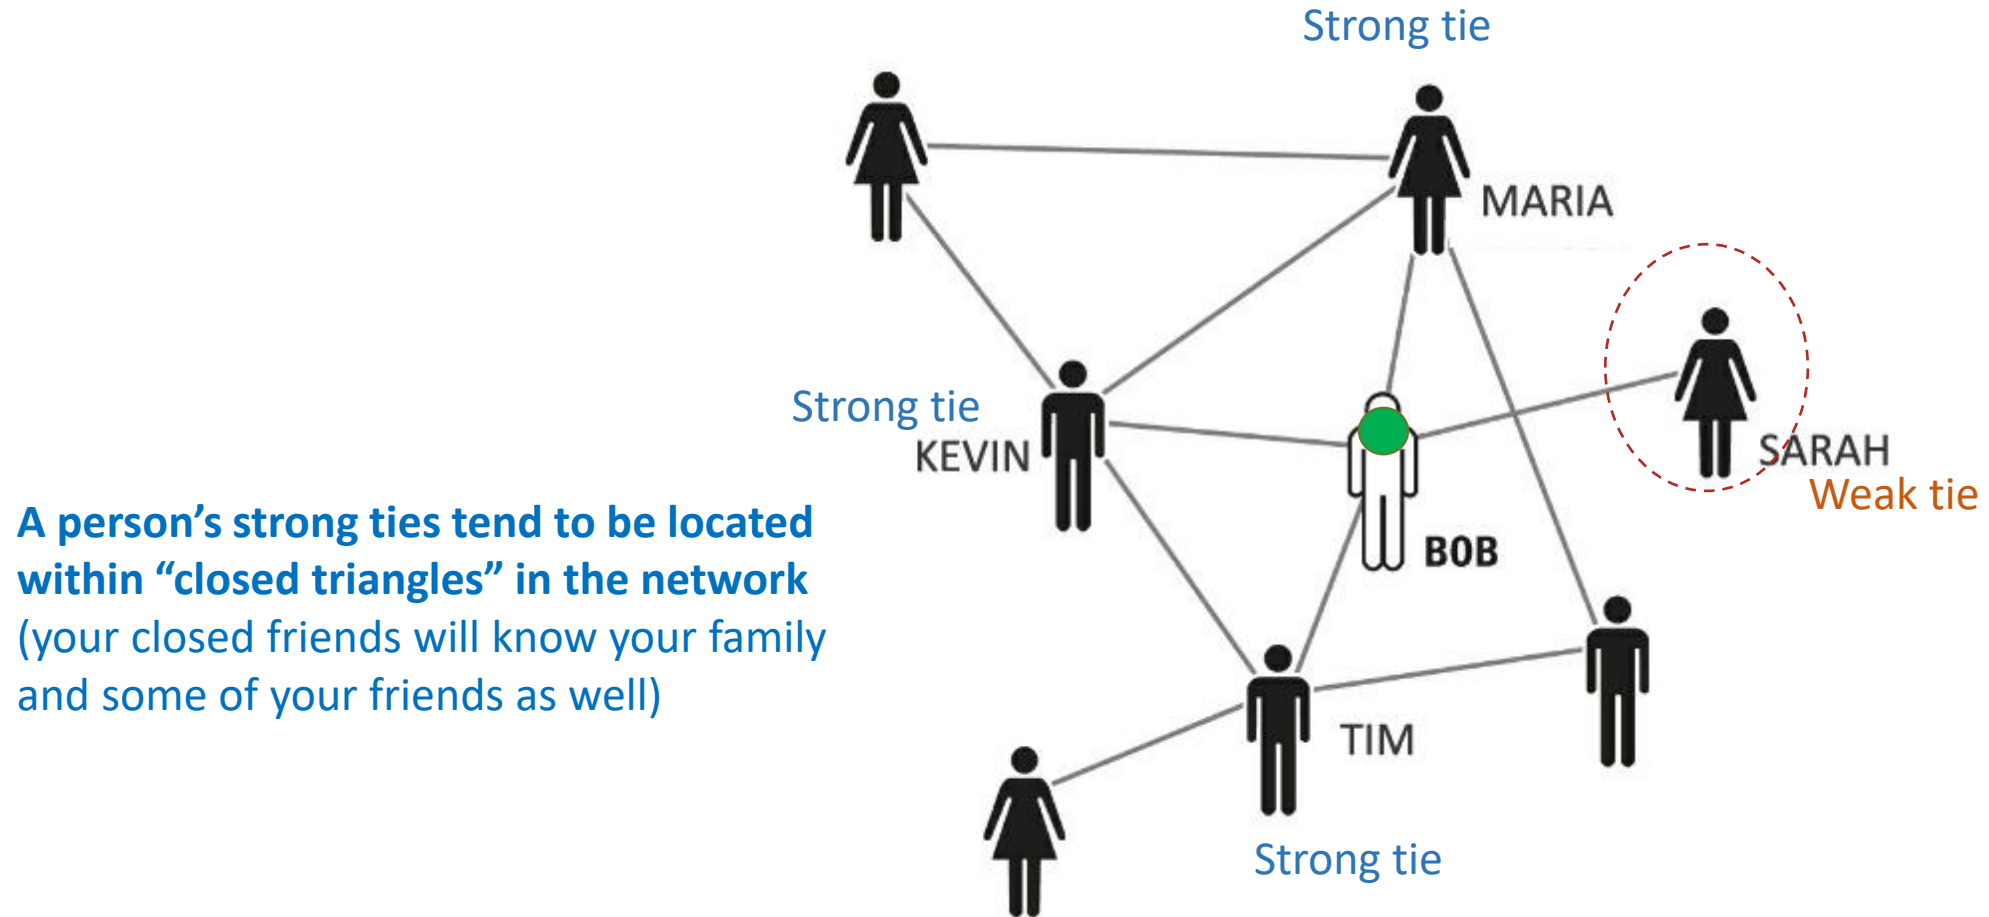 Strong tie
MARIA
Strong tie
KEVIN
SARAH
Weak tie
A person’s strong ties tend to be located
within “closed triangles” in the network
(your closed friends will know your family
and some of your friends as well)
BOB
TIM
Strong tie